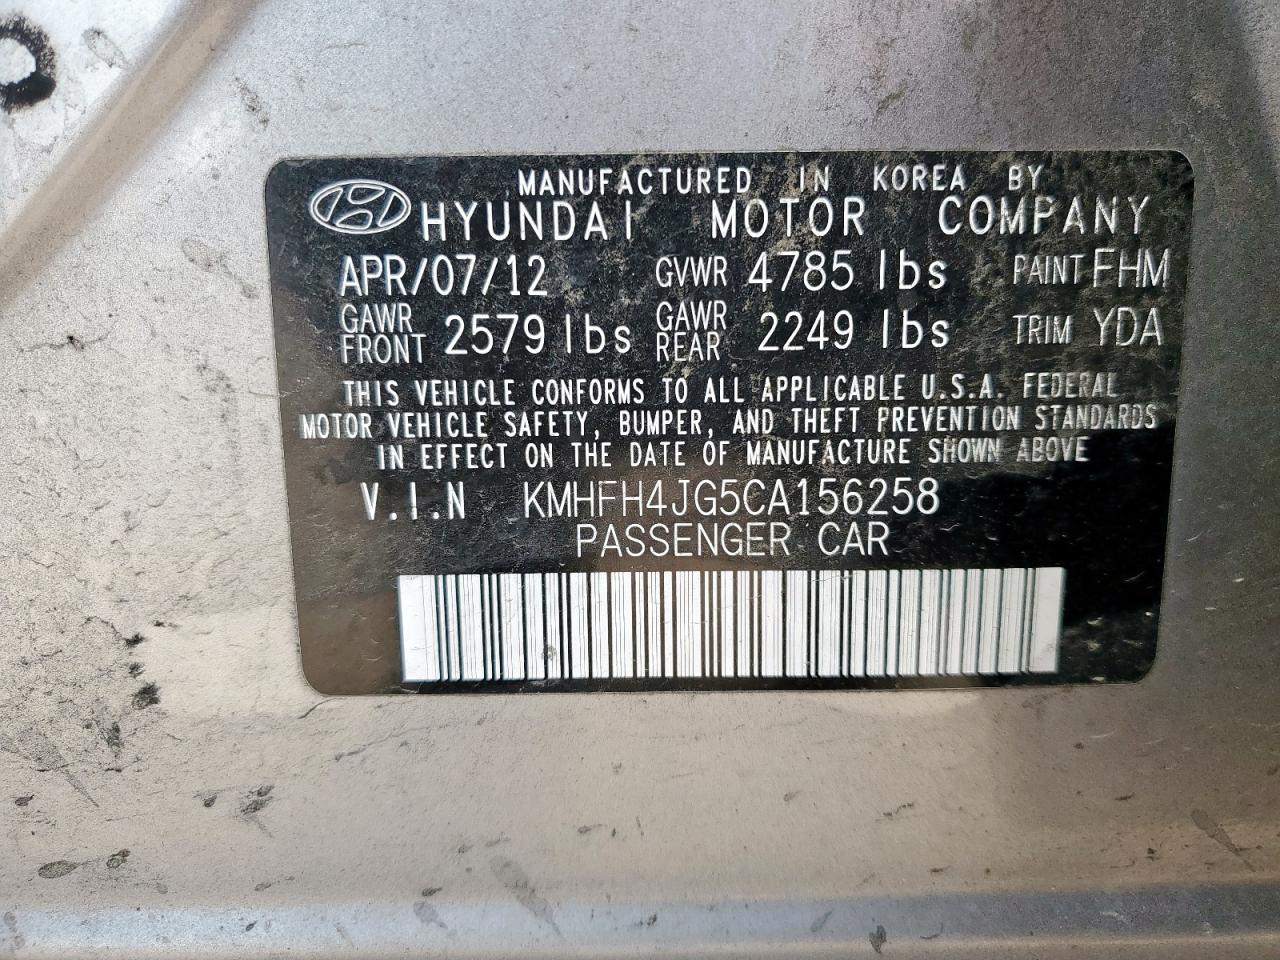 MANUFACTURED IN KOREA BY
HYUNDAI MOTOR COMPANY
APR/07/12 GVWR 4785 lbs PAINT FHM
GAWR FRONT 2579 lbs GAWR REAR 2249 lbs TRIM YDA
THIS VEHICLE CONFORMS TO ALL APPLICABLE U.S.A. FEDERAL
MOTOR VEHICLE SAFETY, BUMPER, AND THEFT PREVENTION STANDARDS
IN EFFECT ON THE DATE OF MANUFACTURE SHOWN ABOVE
V.I.N KMHFH4JG5CA156258
PASSENGER CAR